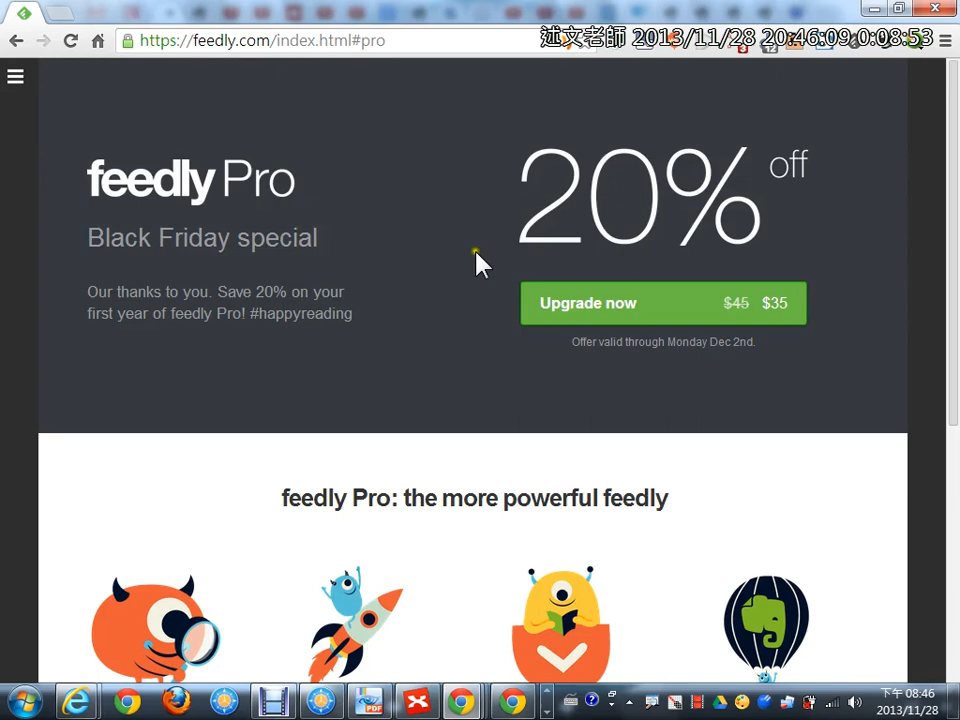 https://feedly.com/index.html#pro
述文老師 2013/11/28 20:46:09 0:08:53
feedly Pro
Black Friday special
Our thanks to you. Save 20% on your
first year of feedly Pro! #happyreading
20% off
Upgrade now $45 $35
Offer valid through Monday Dec 2nd.
feedly Pro: the more powerful feedly
PDF
下午 08:46
2013/11/28